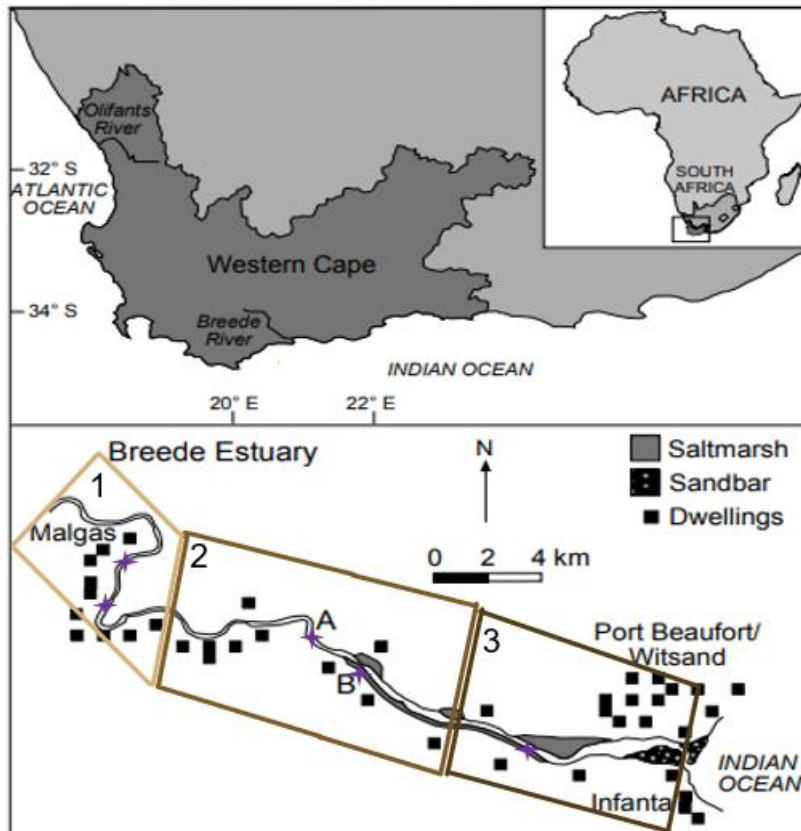 Olifants
River
32° S
ATLANTIC
OCEAN
AFRICA
SOUTH
AFRICA
Western Cape
34° S
Breede
River
INDIAN OCEAN
20° E
22° E
Breede Estuary
N
Saltmarsh
Sandbar
Dwellings
0 2 4 km
1
Malgas
2
A
B
3
Port Beaufort/
Witsand
INDIAN
OCEAN
Infanta